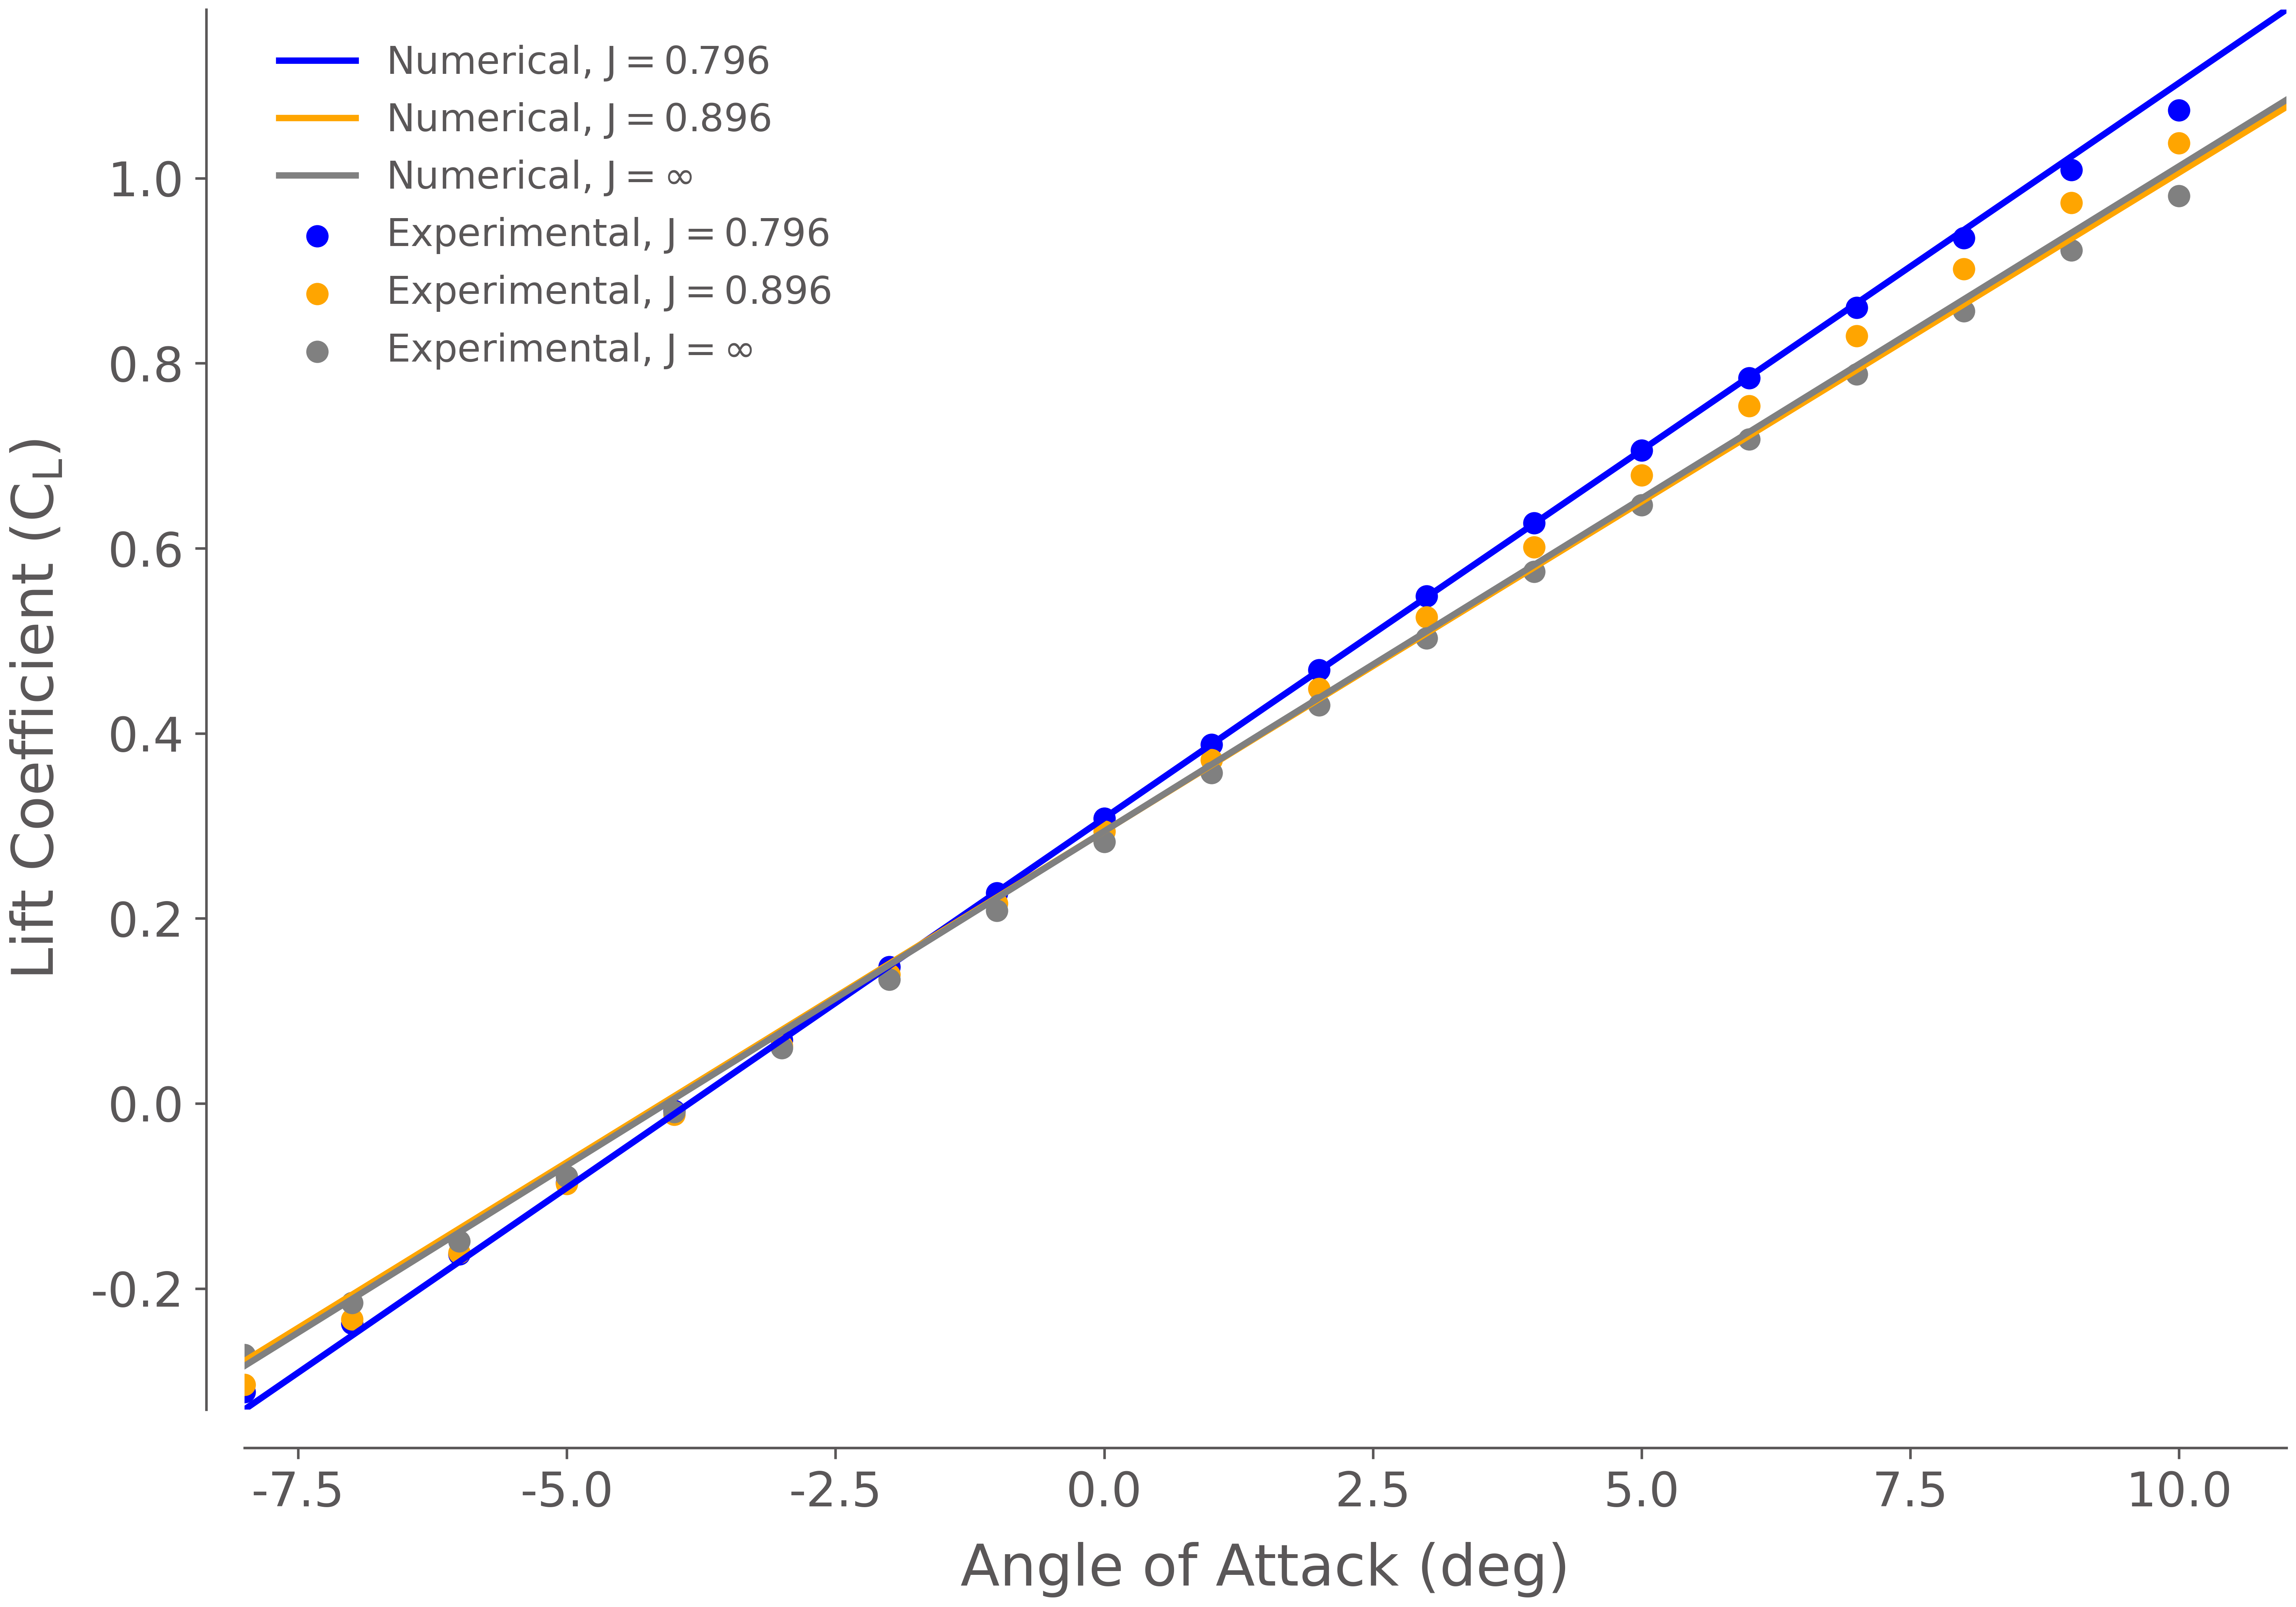 Numerical, J = 0.796
Numerical, J = 0.896
Numerical, J = ∞
Experimental, J = 0.796
Experimental, J = 0.896
Experimental, J = ∞
Lift Coefficient (C_L)
1.0
0.8
0.6
0.4
0.2
0.0
-0.2
-7.5 -5.0 -2.5 0.0 2.5 5.0 7.5 10.0
Angle of Attack (deg)